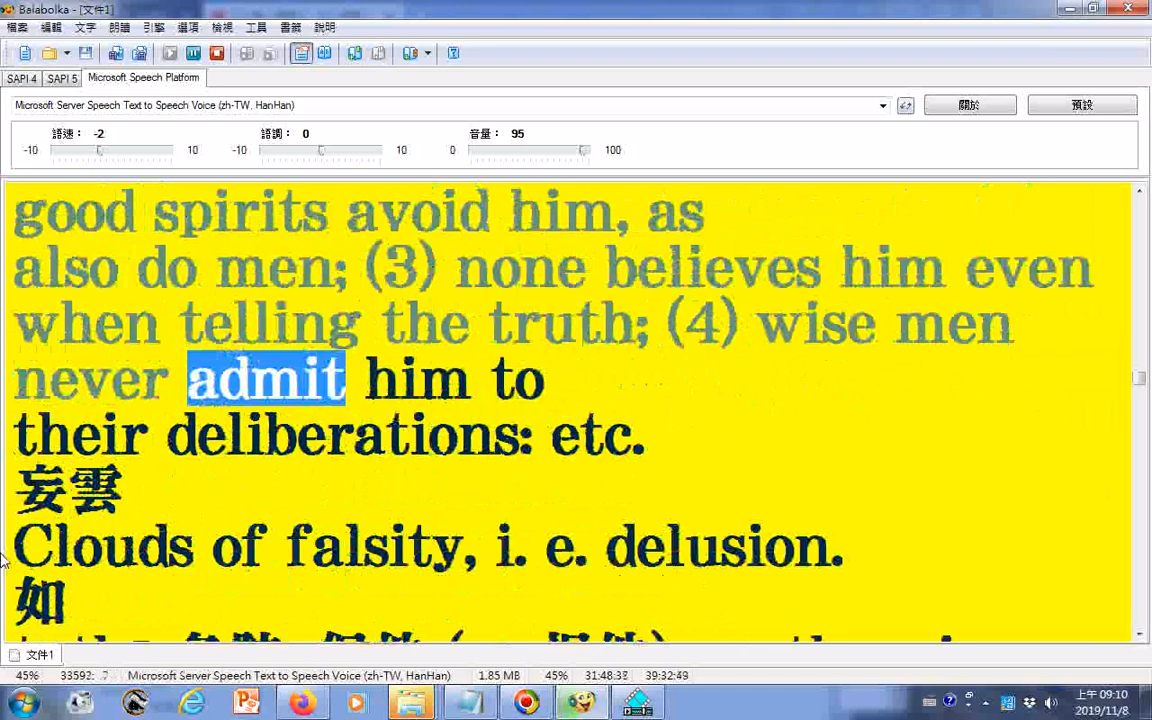 Balabolka - [文件1]
檔案 編輯 文字 朗讀 引擎 選項 檢視 工具 書籤 說明
SAPI 4 SAPI 5 Microsoft Speech Platform
Microsoft Server Speech Text to Speech Voice (zh-TW, HanHan) 關於 預設
語速： -2 語調： 0 音量： 95
-10 10 -10 10 0 100
good spirits avoid him, as
also do men; (3) none believes him even
when telling the truth; (4) wise men
never admit him to
their deliberations: etc.
妄雲
Clouds of falsity, i. e. delusion.
如
文件1
45% Microsoft Server Speech Text to Speech Voice (zh-TW, HanHan) 1.85 MB 45% 31:48:38 39:32:49
上午 09:10
2019/11/8